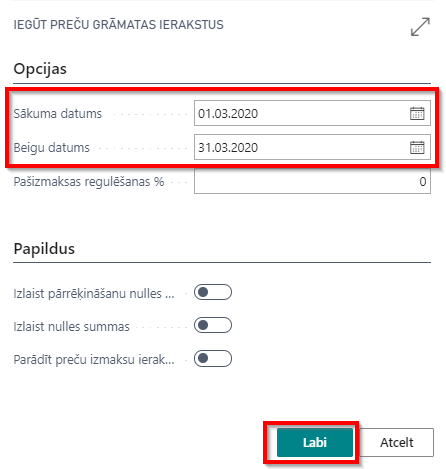 IEGŪT PREČU GRĀMATAS IERAKSTUS
Opcijas
Sākuma datums 01.03.2020
Beigu datums 31.03.2020
Pašizmaksas regulēšanas % 0
Papildus
Izlaist pārrēķināšanu nulles ...
Izlaist nulles summas
Parādīt preču izmaksu ierak...
Labi Atcelt